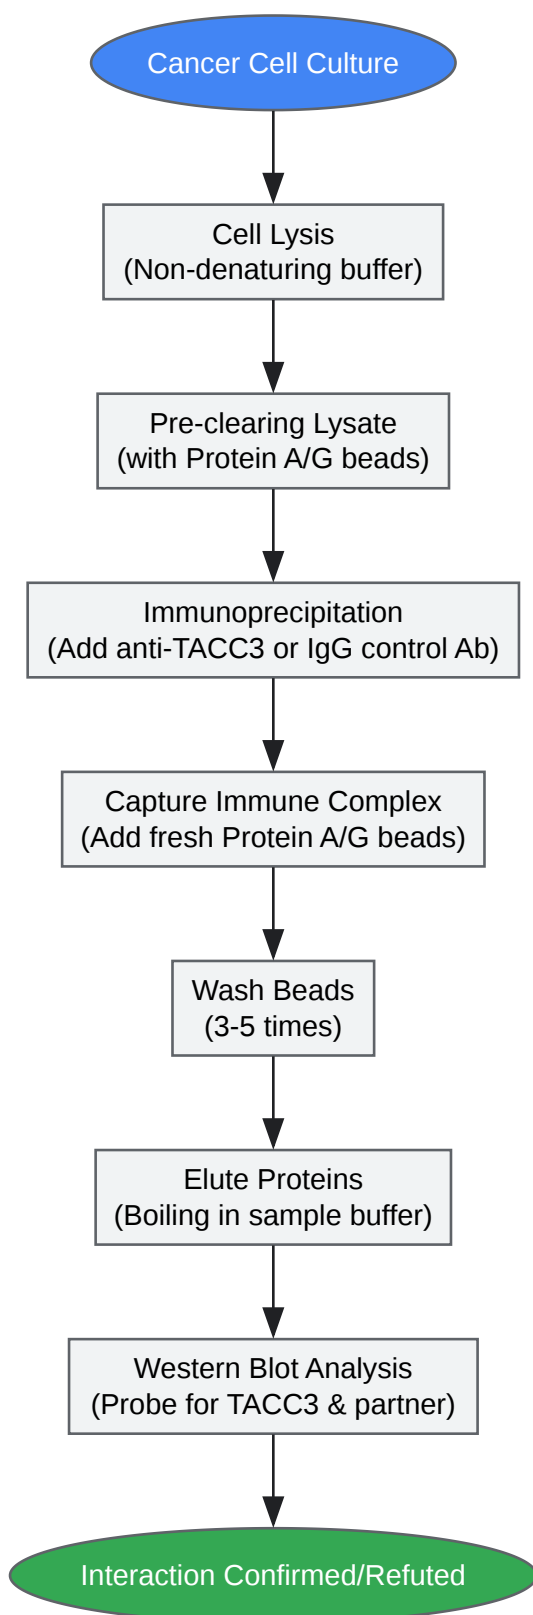 Cancer Cell Culture
Cell Lysis
(Non-denaturing buffer)
Pre-clearing Lysate
(with Protein A/G beads)
Immunoprecipitation
(Add anti-TACC3 or IgG control Ab)
Capture Immune Complex
(Add fresh Protein A/G beads)
Wash Beads
(3-5 times)
Elute Proteins
(Boiling in sample buffer)
Western Blot Analysis
(Probe for TACC3 & partner)
Interaction Confirmed/Refuted